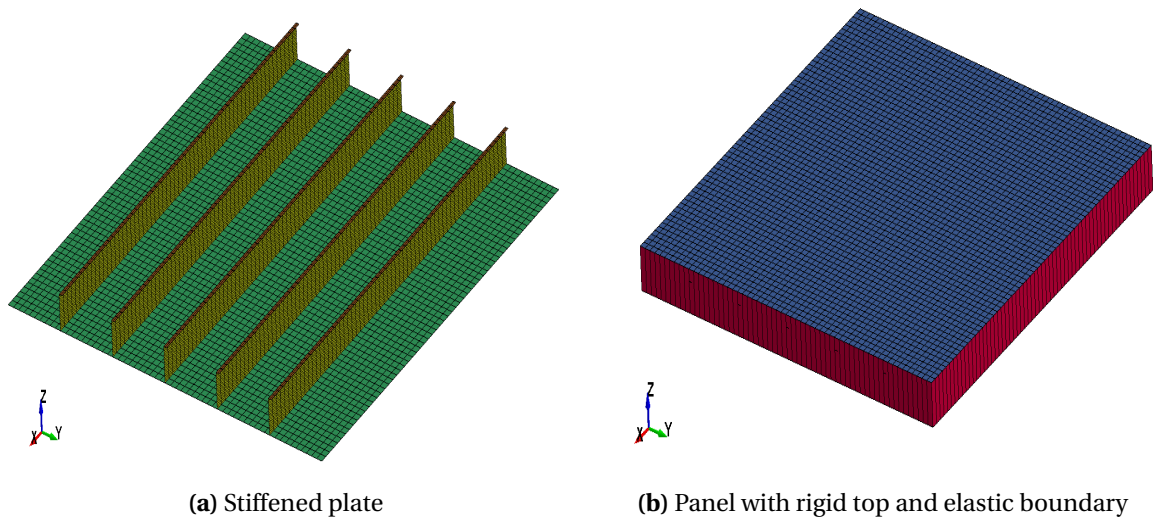 Z
X Y
Z
X Y
(a) Stiffened plate
(b) Panel with rigid top and elastic boundary